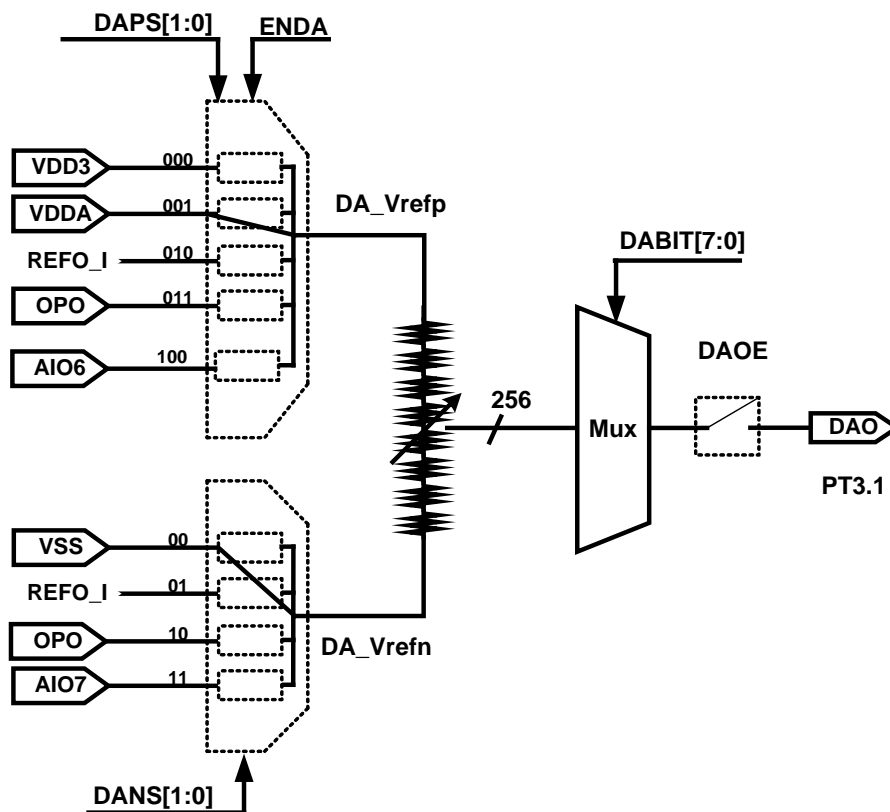 DAPS[1:0]
ENDA
VDD3
000
VDDA
001
REFO_I
010
OPO
011
AIO6
100
DA_Vrefp
DABIT[7:0]
256
Mux
DAOE
DAO
PT3.1
VSS
00
REFO_I
01
OPO
10
AIO7
11
DA_Vrefn
DANS[1:0]